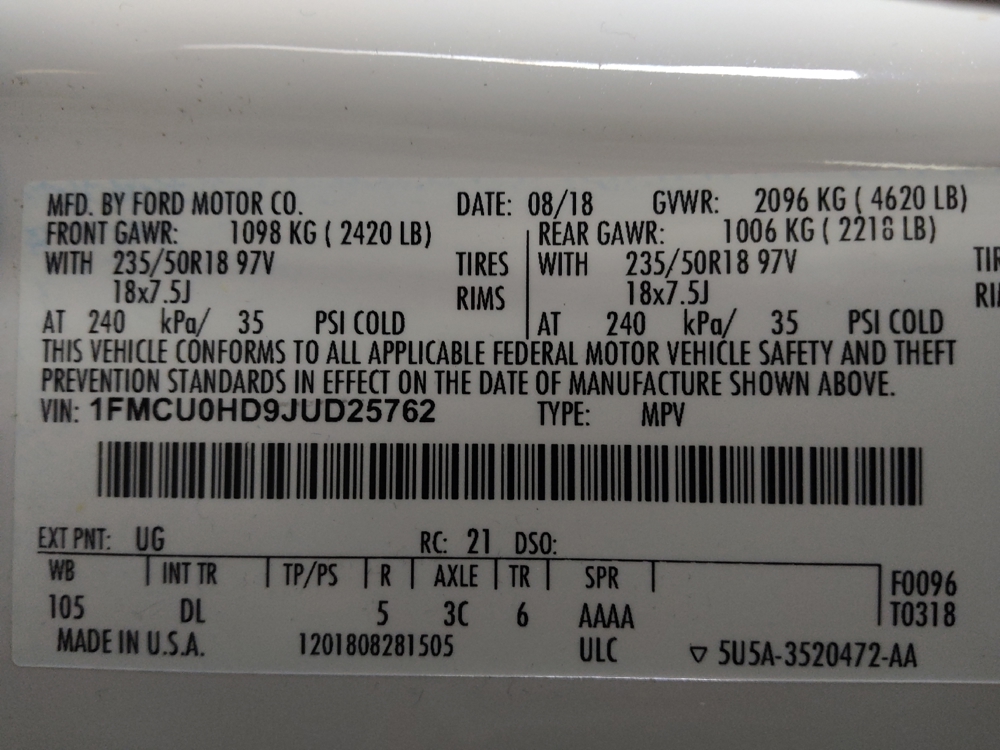 MFD. BY FORD MOTOR CO. DATE: 08/18 GVWR: 2096 KG ( 4620 LB)
FRONT GAWR: 1098 KG ( 2420 LB) REAR GAWR: 1006 KG ( 2218 LB)
WITH 235/50R18 97V TIRES WITH 235/50R18 97V TIR
18x7.5J RIMS 18x7.5J RI
AT 240 kPa/ 35 PSI COLD AT 240 kPa/ 35 PSI COLD
THIS VEHICLE CONFORMS TO ALL APPLICABLE FEDERAL MOTOR VEHICLE SAFETY AND THEFT
PREVENTION STANDARDS IN EFFECT ON THE DATE OF MANUFACTURE SHOWN ABOVE.
VIN: 1FMCU0HD9JUD25762 TYPE: MPV
EXT PNT: UG RC: 21 DSO:
WB INT TR TP/PS R AXLE TR SPR F0096
105 DL 5 3C 6 AAAA T0318
MADE IN U.S.A. 1201808281505 ULC ▽ 5U5A-3520472-AA